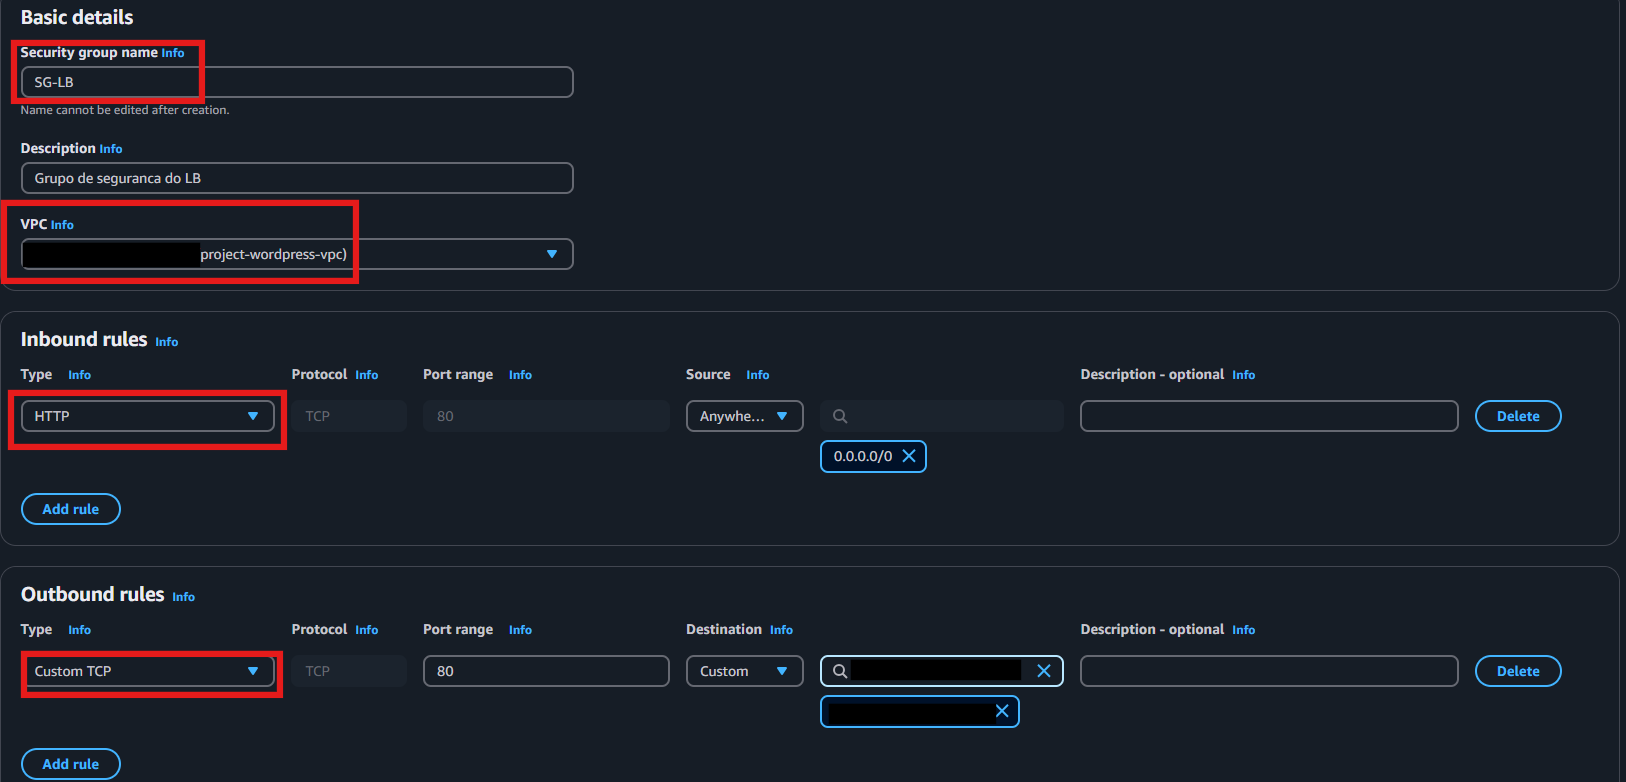 Basic details
Security group name Info
SG-LB
Name cannot be edited after creation.
Description Info
Grupo de seguranca do LB
VPC Info
project-wordpress-vpc)
Inbound rules Info
Type Info Protocol Info Port range Info Source Info Description - optional Info
HTTP TCP 80 Anywhe... Delete
0.0.0.0/0
Add rule
Outbound rules Info
Type Info Protocol Info Port range Info Destination Info Description - optional Info
Custom TCP TCP 80 Custom Delete
Add rule